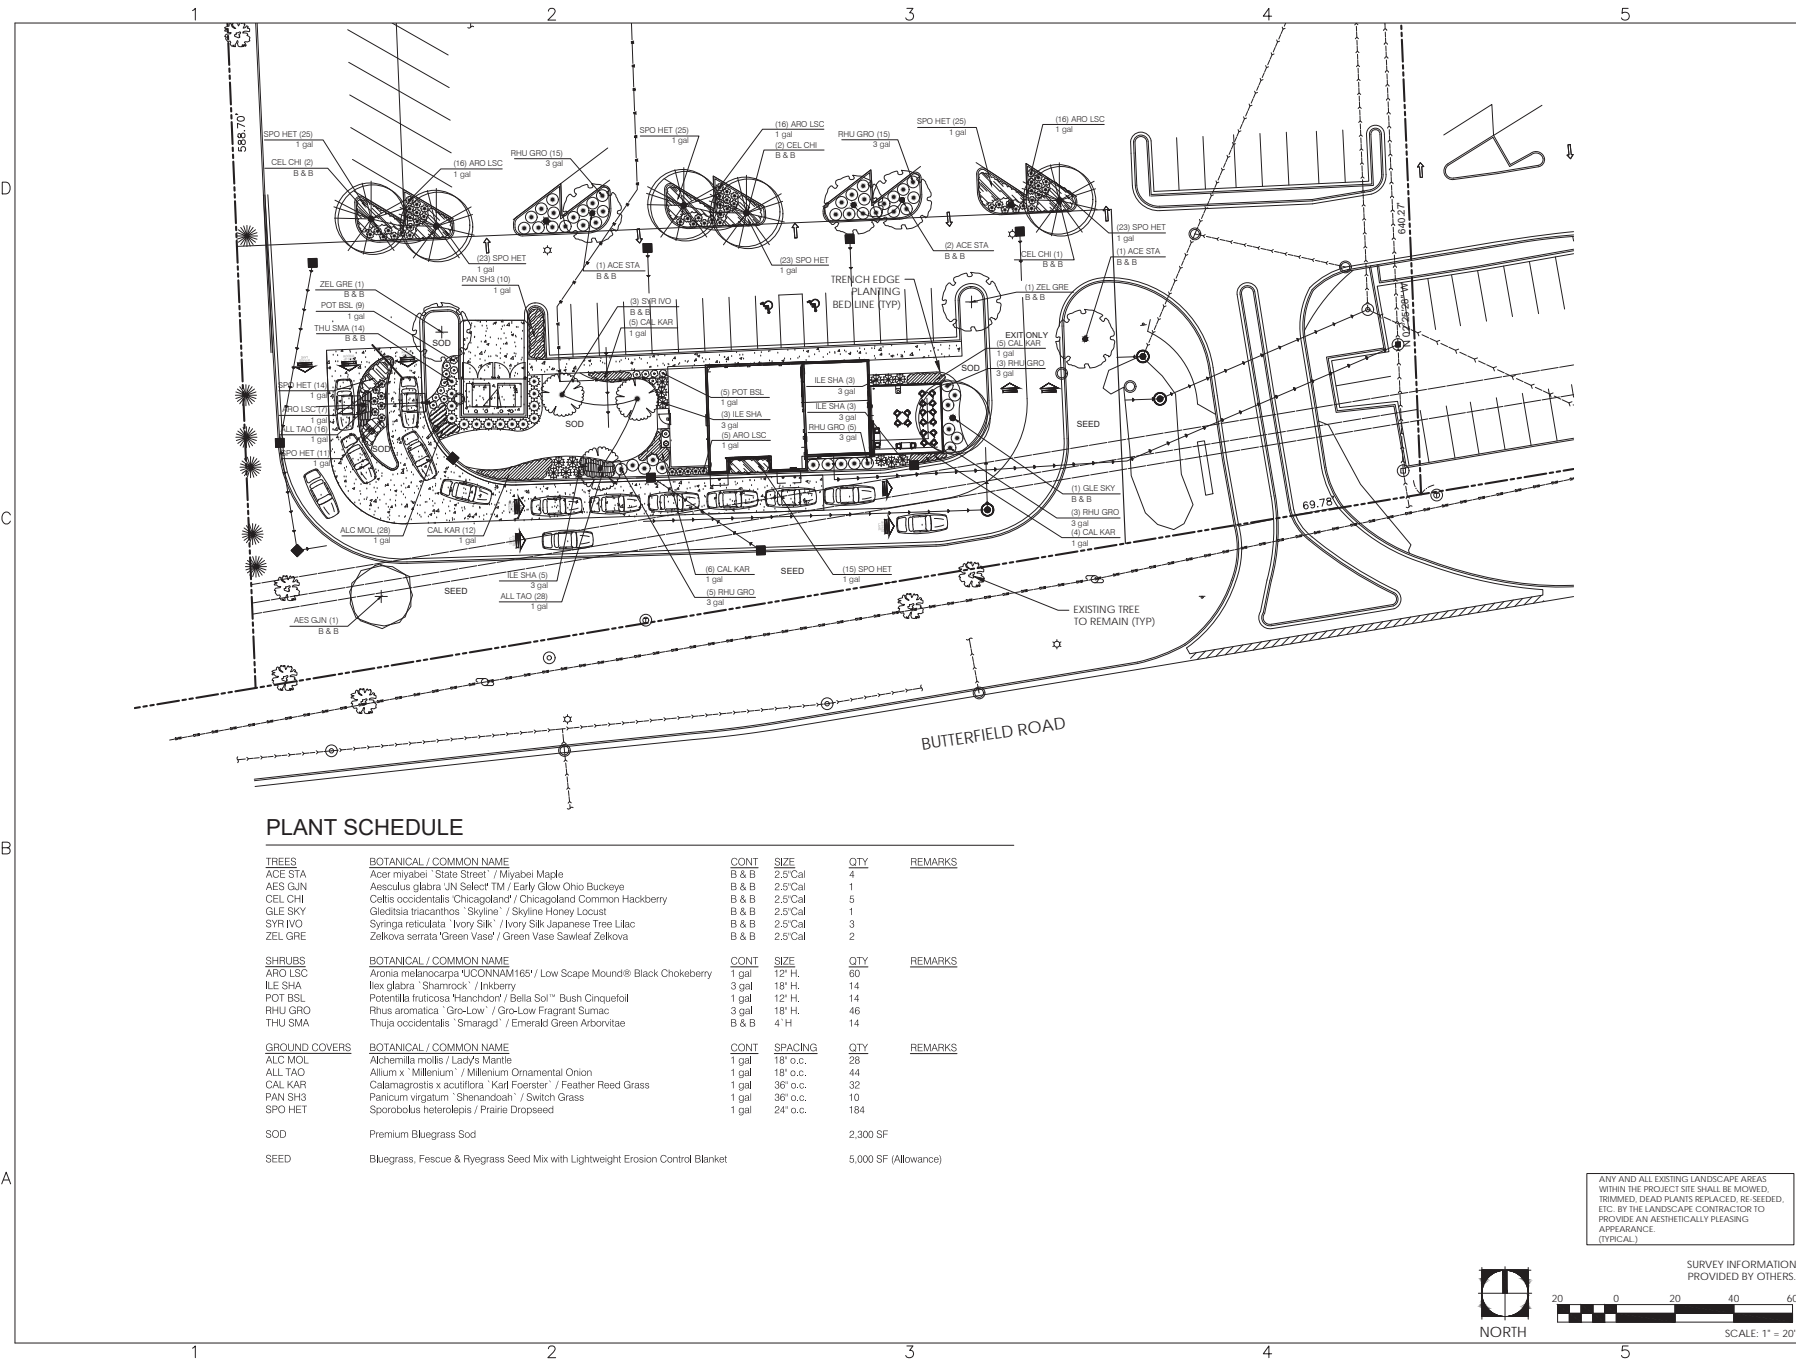 1 2 3 4 5
D
C
B
A
588.70'
SPO HET (25)
1 gal
CEL CHI (2)
B & B
(16) ARO LSC
1 gal
RHU GRO (15)
3 gal
SPO HET (25)
1 gal
(16) ARO LSC
1 gal
(2) CEL CHI
B & B
RHU GRO (15)
3 gal
SPO HET (25)
1 gal
(16) ARO LSC
1 gal
(23) SPO HET
1 gal
PAN SH3 (10)
1 gal
(1) ACE STA
B & B
(23) SPO HET
1 gal
(2) ACE STA
B & B
CEL CHI (1)
B & B
(23) SPO HET
1 gal
(1) ACE STA
B & B
640.27
N 02°25'28" W
ZEL GRE (1)
B & B
POT BSL (9)
1 gal
THU SMA (14)
B & B
(3) SYR IVO
B & B
(5) CAL KAR
1 gal
TRENCH EDGE
PLANTING
BED LINE (TYP)
(1) ZEL GRE
B & B
EXIT ONLY
(5) CAL KAR
1 gal
(3) RHU GRO
3 gal
SOD
SOD
SOD
SOD
SPO HET (14)
1 gal
ARO LSC (7)
1 gal
ALL TAO (16)
1 gal
SPO HET (11)
1 gal
(5) POT BSL
1 gal
(3) ILE SHA
3 gal
(5) ARO LSC
1 gal
ILE SHA (3)
3 gal
ILE SHA (3)
3 gal
RHU GRO (5)
3 gal
SEED
(1) GLE SKY
B & B
(3) RHU GRO
3 gal
(4) CAL KAR
1 gal
69.78'
ALC MOL (28)
1 gal
CAL KAR (12)
1 gal
ILE SHA (5)
3 gal
ALL TAO (28)
1 gal
(6) CAL KAR
1 gal
(5) RHU GRO
3 gal
SEED
(15) SPO HET
1 gal
SEED
AES GJN (1)
B & B
EXISTING TREE
TO REMAIN (TYP)
BUTTERFIELD ROAD
PLANT SCHEDULE
TREES BOTANICAL / COMMON NAME CONT SIZE QTY REMARKS
ACE STA Acer miyabei `State Street` / Miyabei Maple B & B 2.5"Cal 4
AES GJN Aesculus glabra 'JN Select' TM / Early Glow Ohio Buckeye B & B 2.5"Cal 1
CEL CHI Celtis occidentalis 'Chicagoland' / Chicagoland Common Hackberry B & B 2.5"Cal 5
GLE SKY Gleditsia triacanthos `Skyline` / Skyline Honey Locust B & B 2.5"Cal 1
SYR IVO Syringa reticulata `Ivory Silk` / Ivory Silk Japanese Tree Lilac B & B 2.5"Cal 3
ZEL GRE Zelkova serrata 'Green Vase' / Green Vase Sawleaf Zelkova B & B 2.5"Cal 2
SHRUBS BOTANICAL / COMMON NAME CONT SIZE QTY REMARKS
ARO LSC Aronia melanocarpa 'UCONNAM165' / Low Scape Mound® Black Chokeberry 1 gal 12" H. 60
ILE SHA Ilex glabra `Shamrock` / Inkberry 3 gal 18" H. 14
POT BSL Potentilla fruticosa 'Hanchdon' / Bella Sol™ Bush Cinquefoil 1 gal 12" H. 14
RHU GRO Rhus aromatica `Gro-Low` / Gro-Low Fragrant Sumac 3 gal 18" H. 46
THU SMA Thuja occidentalis `Smaragd` / Emerald Green Arborvitae B & B 4` H 14
GROUND COVERS BOTANICAL / COMMON NAME CONT SPACING QTY REMARKS
ALC MOL Alchemilla mollis / Lady's Mantle 1 gal 18" o.c. 28
ALL TAO Allium x `Millenium` / Millenium Ornamental Onion 1 gal 18" o.c. 44
CAL KAR Calamagrostis x acutiflora `Karl Foerster` / Feather Reed Grass 1 gal 36" o.c. 32
PAN SH3 Panicum virgatum `Shenandoah` / Switch Grass 1 gal 36" o.c. 10
SPO HET Sporobolus heterolepis / Prairie Dropseed 1 gal 24" o.c. 184
SOD Premium Bluegrass Sod 2,300 SF
SEED Bluegrass, Fescue & Ryegrass Seed Mix with Lightweight Erosion Control Blanket 5,000 SF (Allowance)
ANY AND ALL EXISTING LANDSCAPE AREAS
WITHIN THE PROJECT SITE SHALL BE MOWED,
TRIMMED, DEAD PLANTS REPLACED, RE-SEEDED,
ETC. BY THE LANDSCAPE CONTRACTOR TO
PROVIDE AN AESTHETICALLY PLEASING
APPEARANCE.
(TYPICAL)
SURVEY INFORMATION
PROVIDED BY OTHERS.
20 0 20 40 60
NORTH
SCALE: 1" = 20'
1 2 3 4 5